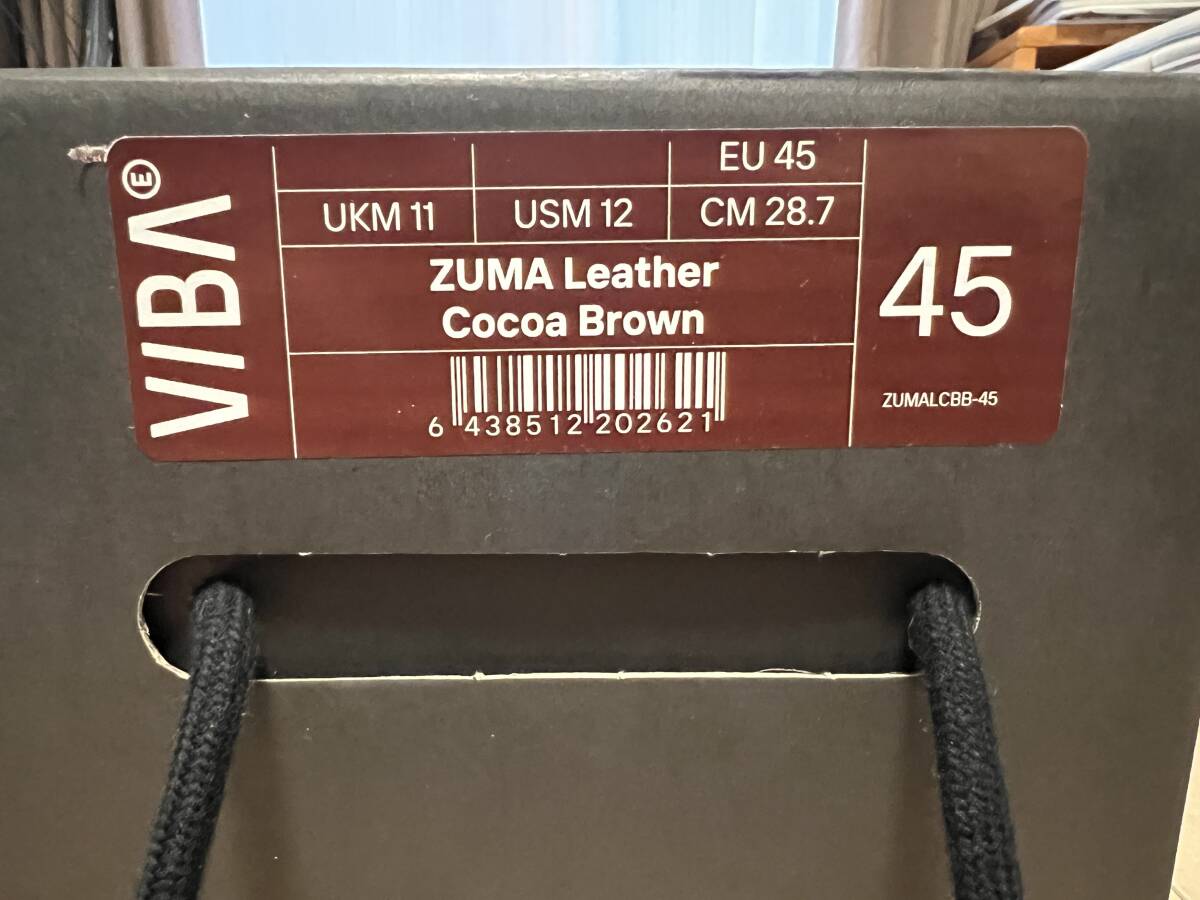 VIBA
E
EU 45
UKM 11
USM 12
CM 28.7
ZUMA Leather
Cocoa Brown
6 438512 202621
45
ZUMALCBB-45